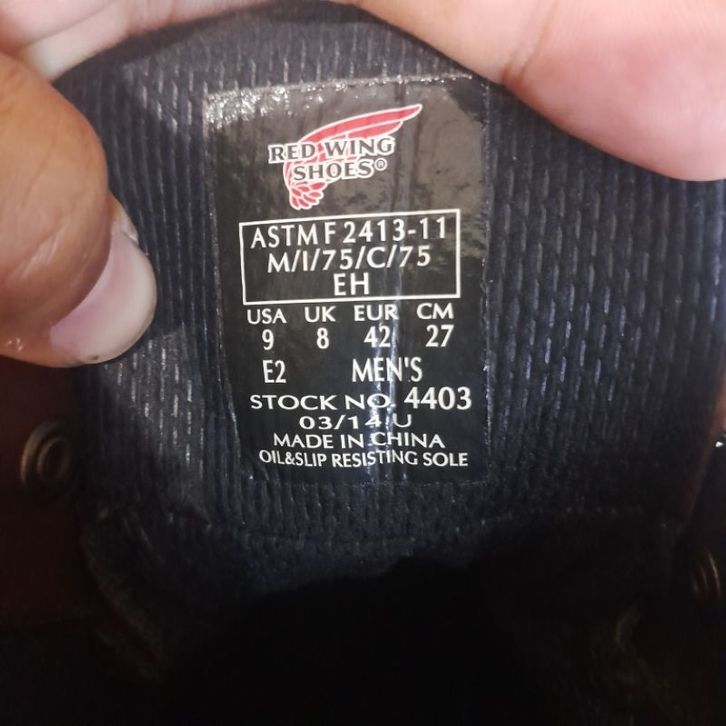 RED WING
SHOES®
ASTM F 2413-11
M/I/75/C/75
EH
USA UK EUR CM
9 8 42 27
E2 MEN'S
STOCK NO. 4403
03/14 U
MADE IN CHINA
OIL&SLIP RESISTING SOLE